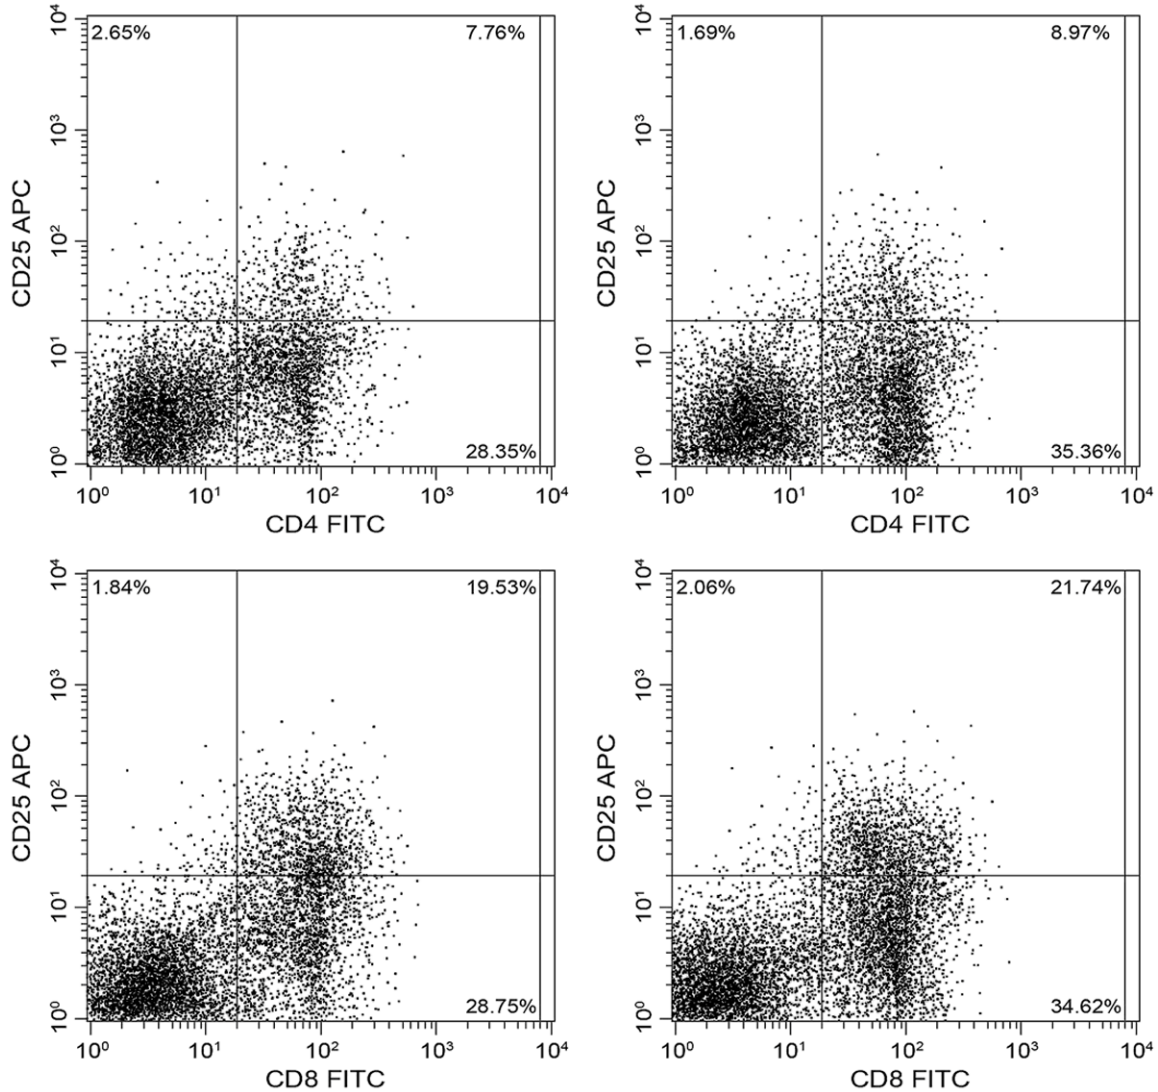 10⁴
2.65% 7.76%
10³
CD25 APC
10²
10¹
28.35%
10⁰
10⁰ 10¹ 10² 10³ 10⁴
CD4 FITC
10⁴
1.69% 8.97%
10³
CD25 APC
10²
10¹
35.36%
10⁰
10⁰ 10¹ 10² 10³ 10⁴
CD4 FITC
10⁴
1.84% 19.53%
10³
CD25 APC
10²
10¹
28.75%
10⁰
10⁰ 10¹ 10² 10³ 10⁴
CD8 FITC
10⁴
2.06% 21.74%
10³
CD25 APC
10²
10¹
34.62%
10⁰
10⁰ 10¹ 10² 10³ 10⁴
CD8 FITC